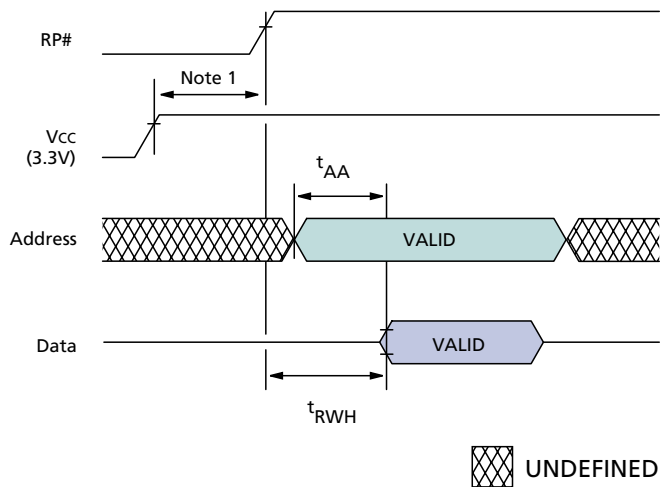 RP#
Note 1
VCC
(3.3V)
tAA
Address
VALID
Data
VALID
tRWH
UNDEFINED